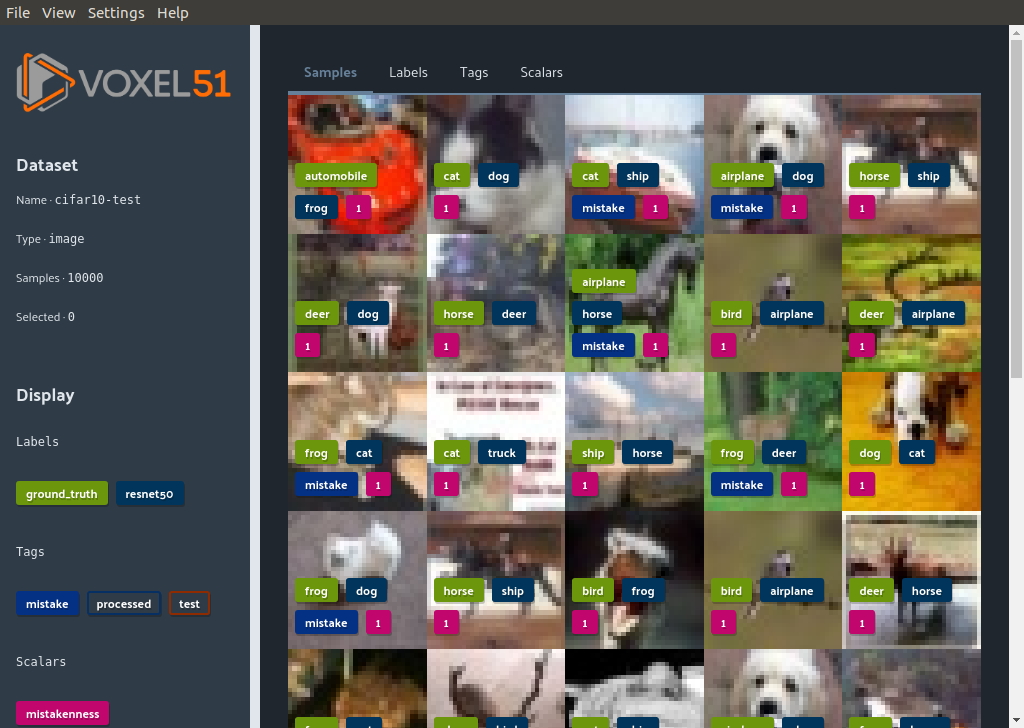 File View Settings Help
VOXEL51
Dataset
Name · cifar10-test
Type · image
Samples · 10000
Selected · 0
Display
Labels
ground_truth resnet50
Tags
mistake processed test
Scalars
mistakenness
Samples Labels Tags Scalars
automobile
frog 1
cat dog
1
cat ship
mistake 1
airplane dog
mistake 1
horse ship
1
deer dog
1
horse deer
1
airplane
horse
mistake 1
bird airplane
1
deer airplane
1
frog cat
mistake 1
cat truck
1
ship horse
1
frog deer
mistake 1
dog cat
1
frog dog
mistake 1
horse ship
1
bird frog
1
bird airplane
1
deer horse
1